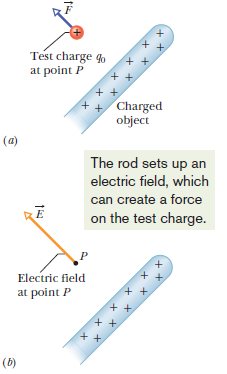 F
+
Test charge q0
at point P
+ +
+ +
+ +
+ +
+ +
Charged
object
(a)
The rod sets up an
electric field, which
can create a force
on the test charge.
E
P
Electric field
at point P
+ +
+ +
+ +
+ +
+ +
+ +
(b)